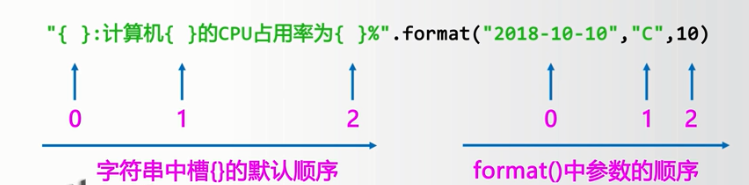 "{ }:计算机{ }的CPU占用率为{ }%".format("2018-10-10","C",10)
0 1 2 0 1 2
字符串中槽{}的默认顺序 format()中参数的顺序